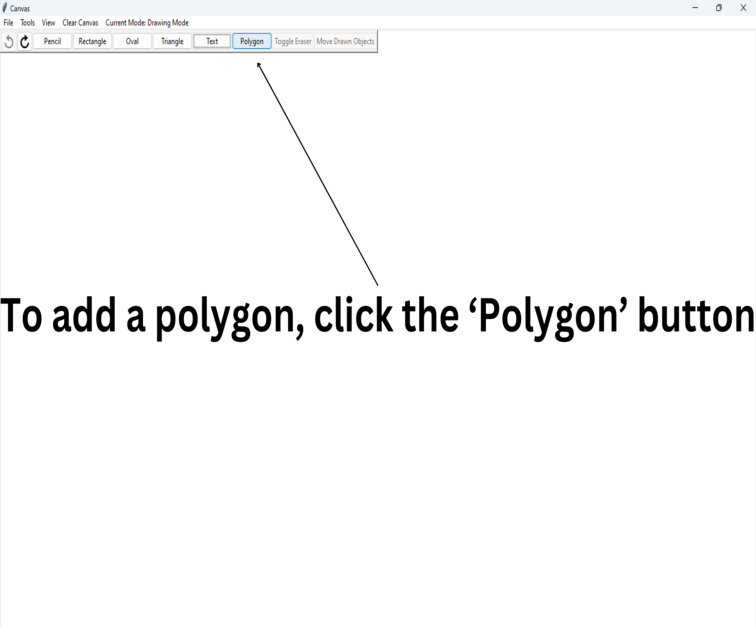 Canvas
File Tools View Clear Canvas Current Mode: Drawing Mode
Pencil Rectangle Oval Triangle Text Polygon Toggle Eraser Move Drawn Objects
To add a polygon, click the ‘Polygon’ button